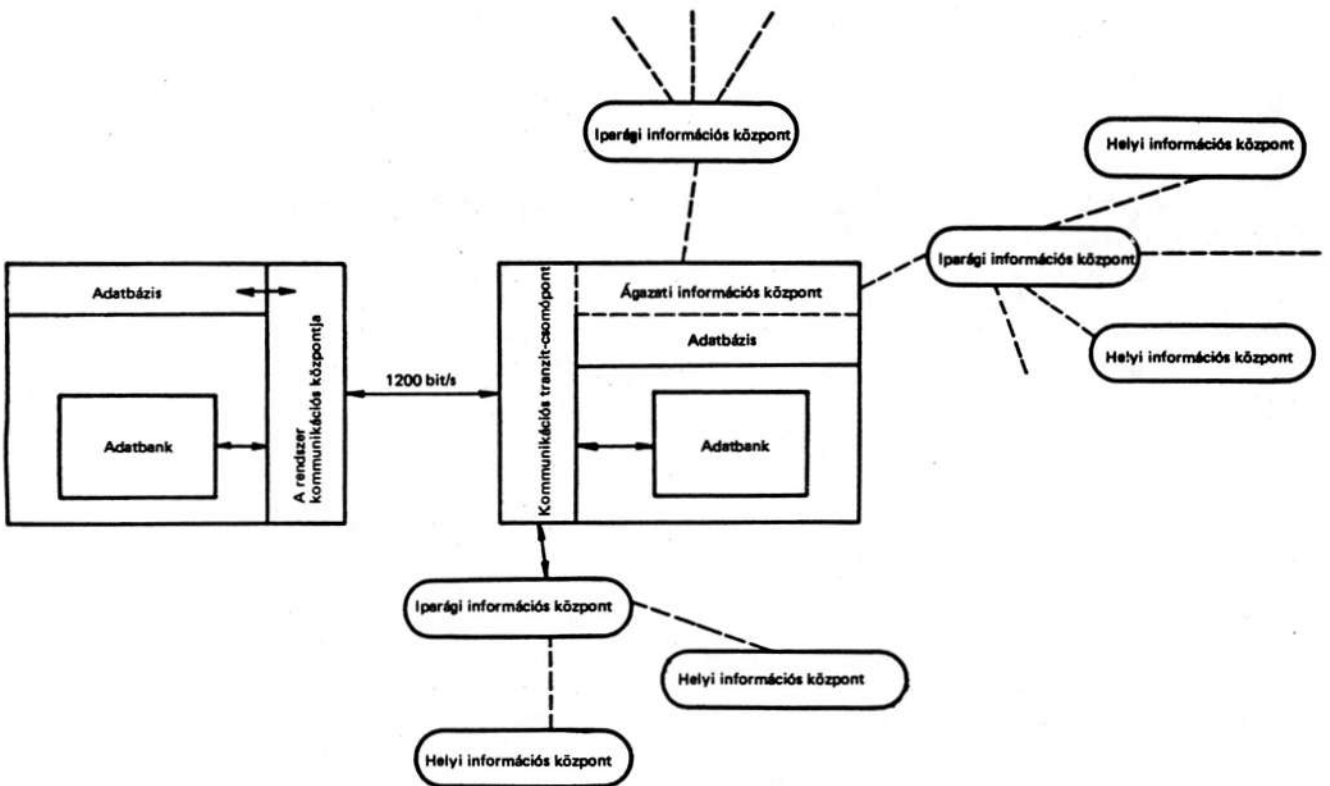 Iparági információs központ
Helyi információs központ
Iparági információs központ
Helyi információs központ
Adatbázis
Adatbank
A rendszer
kommunikációs központja
1200 bit/s
Kommunikációs tranzit-csomópont
Ágazati információs központ
Adatbázis
Adatbank
Iparági információs központ
Helyi információs központ
Helyi információs központ